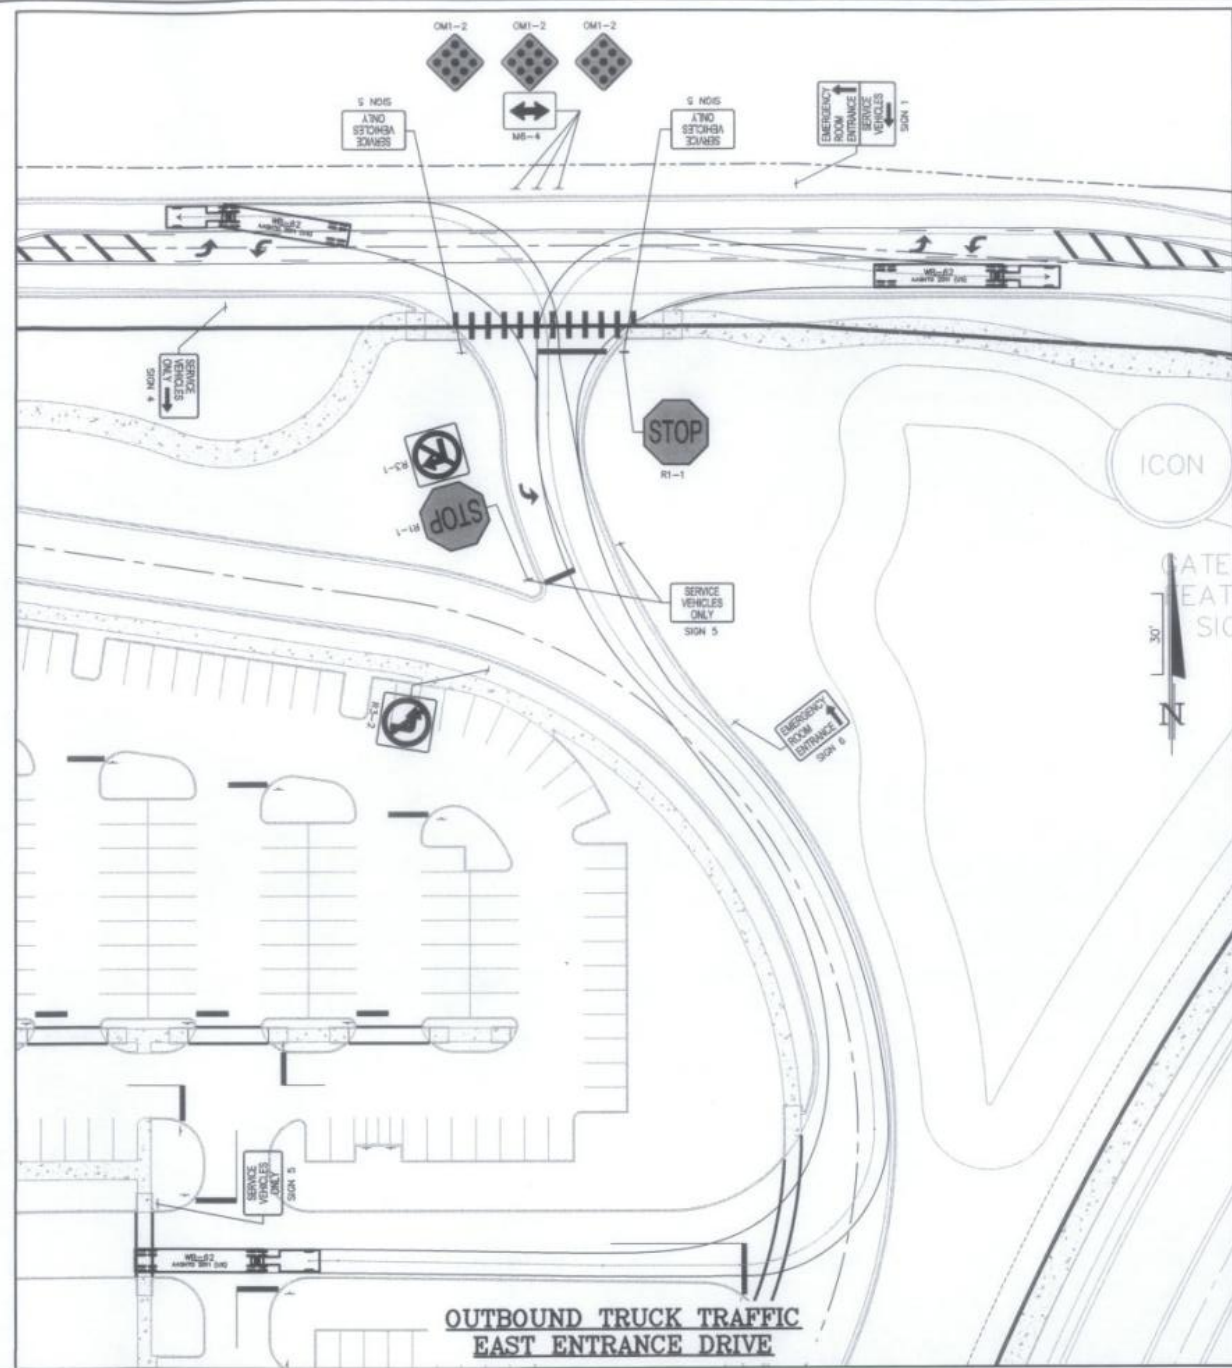 OM1-2
OM1-2
OM1-2
M6-4
SIGN 5
SERVICE
VEHICLES
ONLY
SIGN 5
SERVICE
VEHICLES
ONLY
EMERGENCY
ROOM
ENTRANCE
SERVICE
VEHICLES
SIGN 1
WB-62
WB-62
SERVICE
VEHICLES
ONLY
SIGN 4
R3-1
STOP
R1-1
STOP
R1-1
ICON
GATE
FEAT
SIG
SERVICE
VEHICLES
ONLY
SIGN 5
30'
N
R3-2
EMERGENCY
ROOM
ENTRANCE
SIGN 6
SERVICE
VEHICLES
ONLY
SIGN 5
WB-62
OUTBOUND TRUCK TRAFFIC
EAST ENTRANCE DRIVE